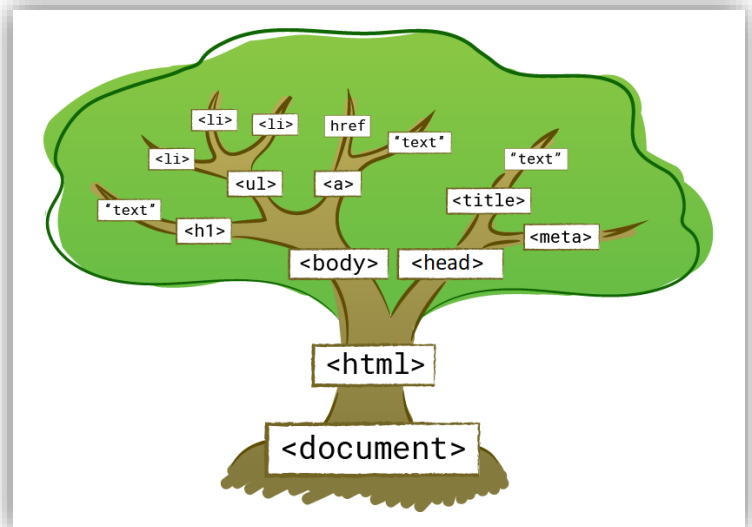 <li>
<li>
href
"text"
<li>
"text"
<ul>
<a>
<title>
"text"
<h1>
<meta>
<body>
<head>
<html>
<document>